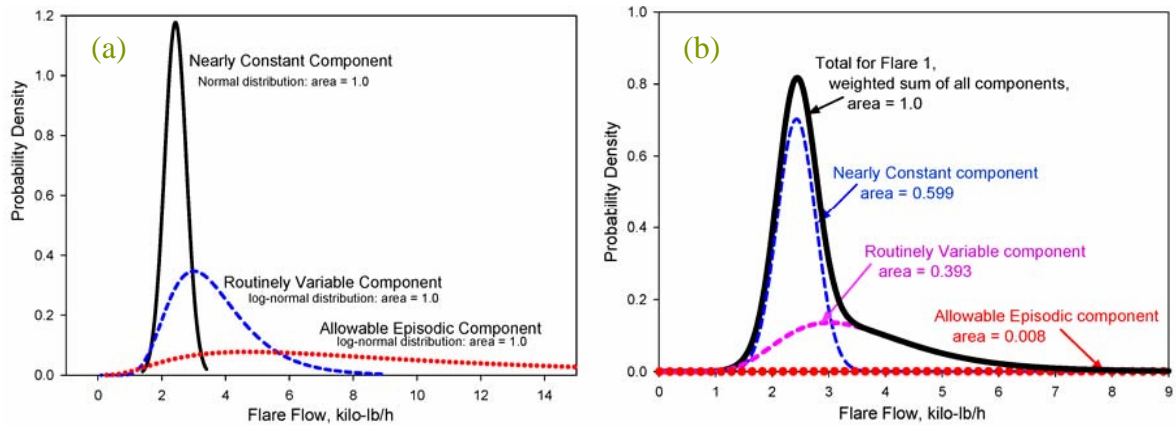 (a)
Probability Density
1.2
1.0
0.8
0.6
0.4
0.2
0.0
Nearly Constant Component
Normal distribution: area = 1.0
Routinely Variable Component
log-normal distribution: area = 1.0
Allowable Episodic Component
log-normal distribution: area = 1.0
0 2 4 6 8 10 12 14
Flare Flow, kilo-lb/h
(b)
Probability Density
1.0
0.8
0.6
0.4
0.2
0.0
Total for Flare 1,
weighted sum of all components,
area = 1.0
Nearly Constant component
area = 0.599
Routinely Variable component
area = 0.393
Allowable Episodic component
area = 0.008
0 1 2 3 4 5 6 7 8 9
Flare Flow, kilo-lb/h